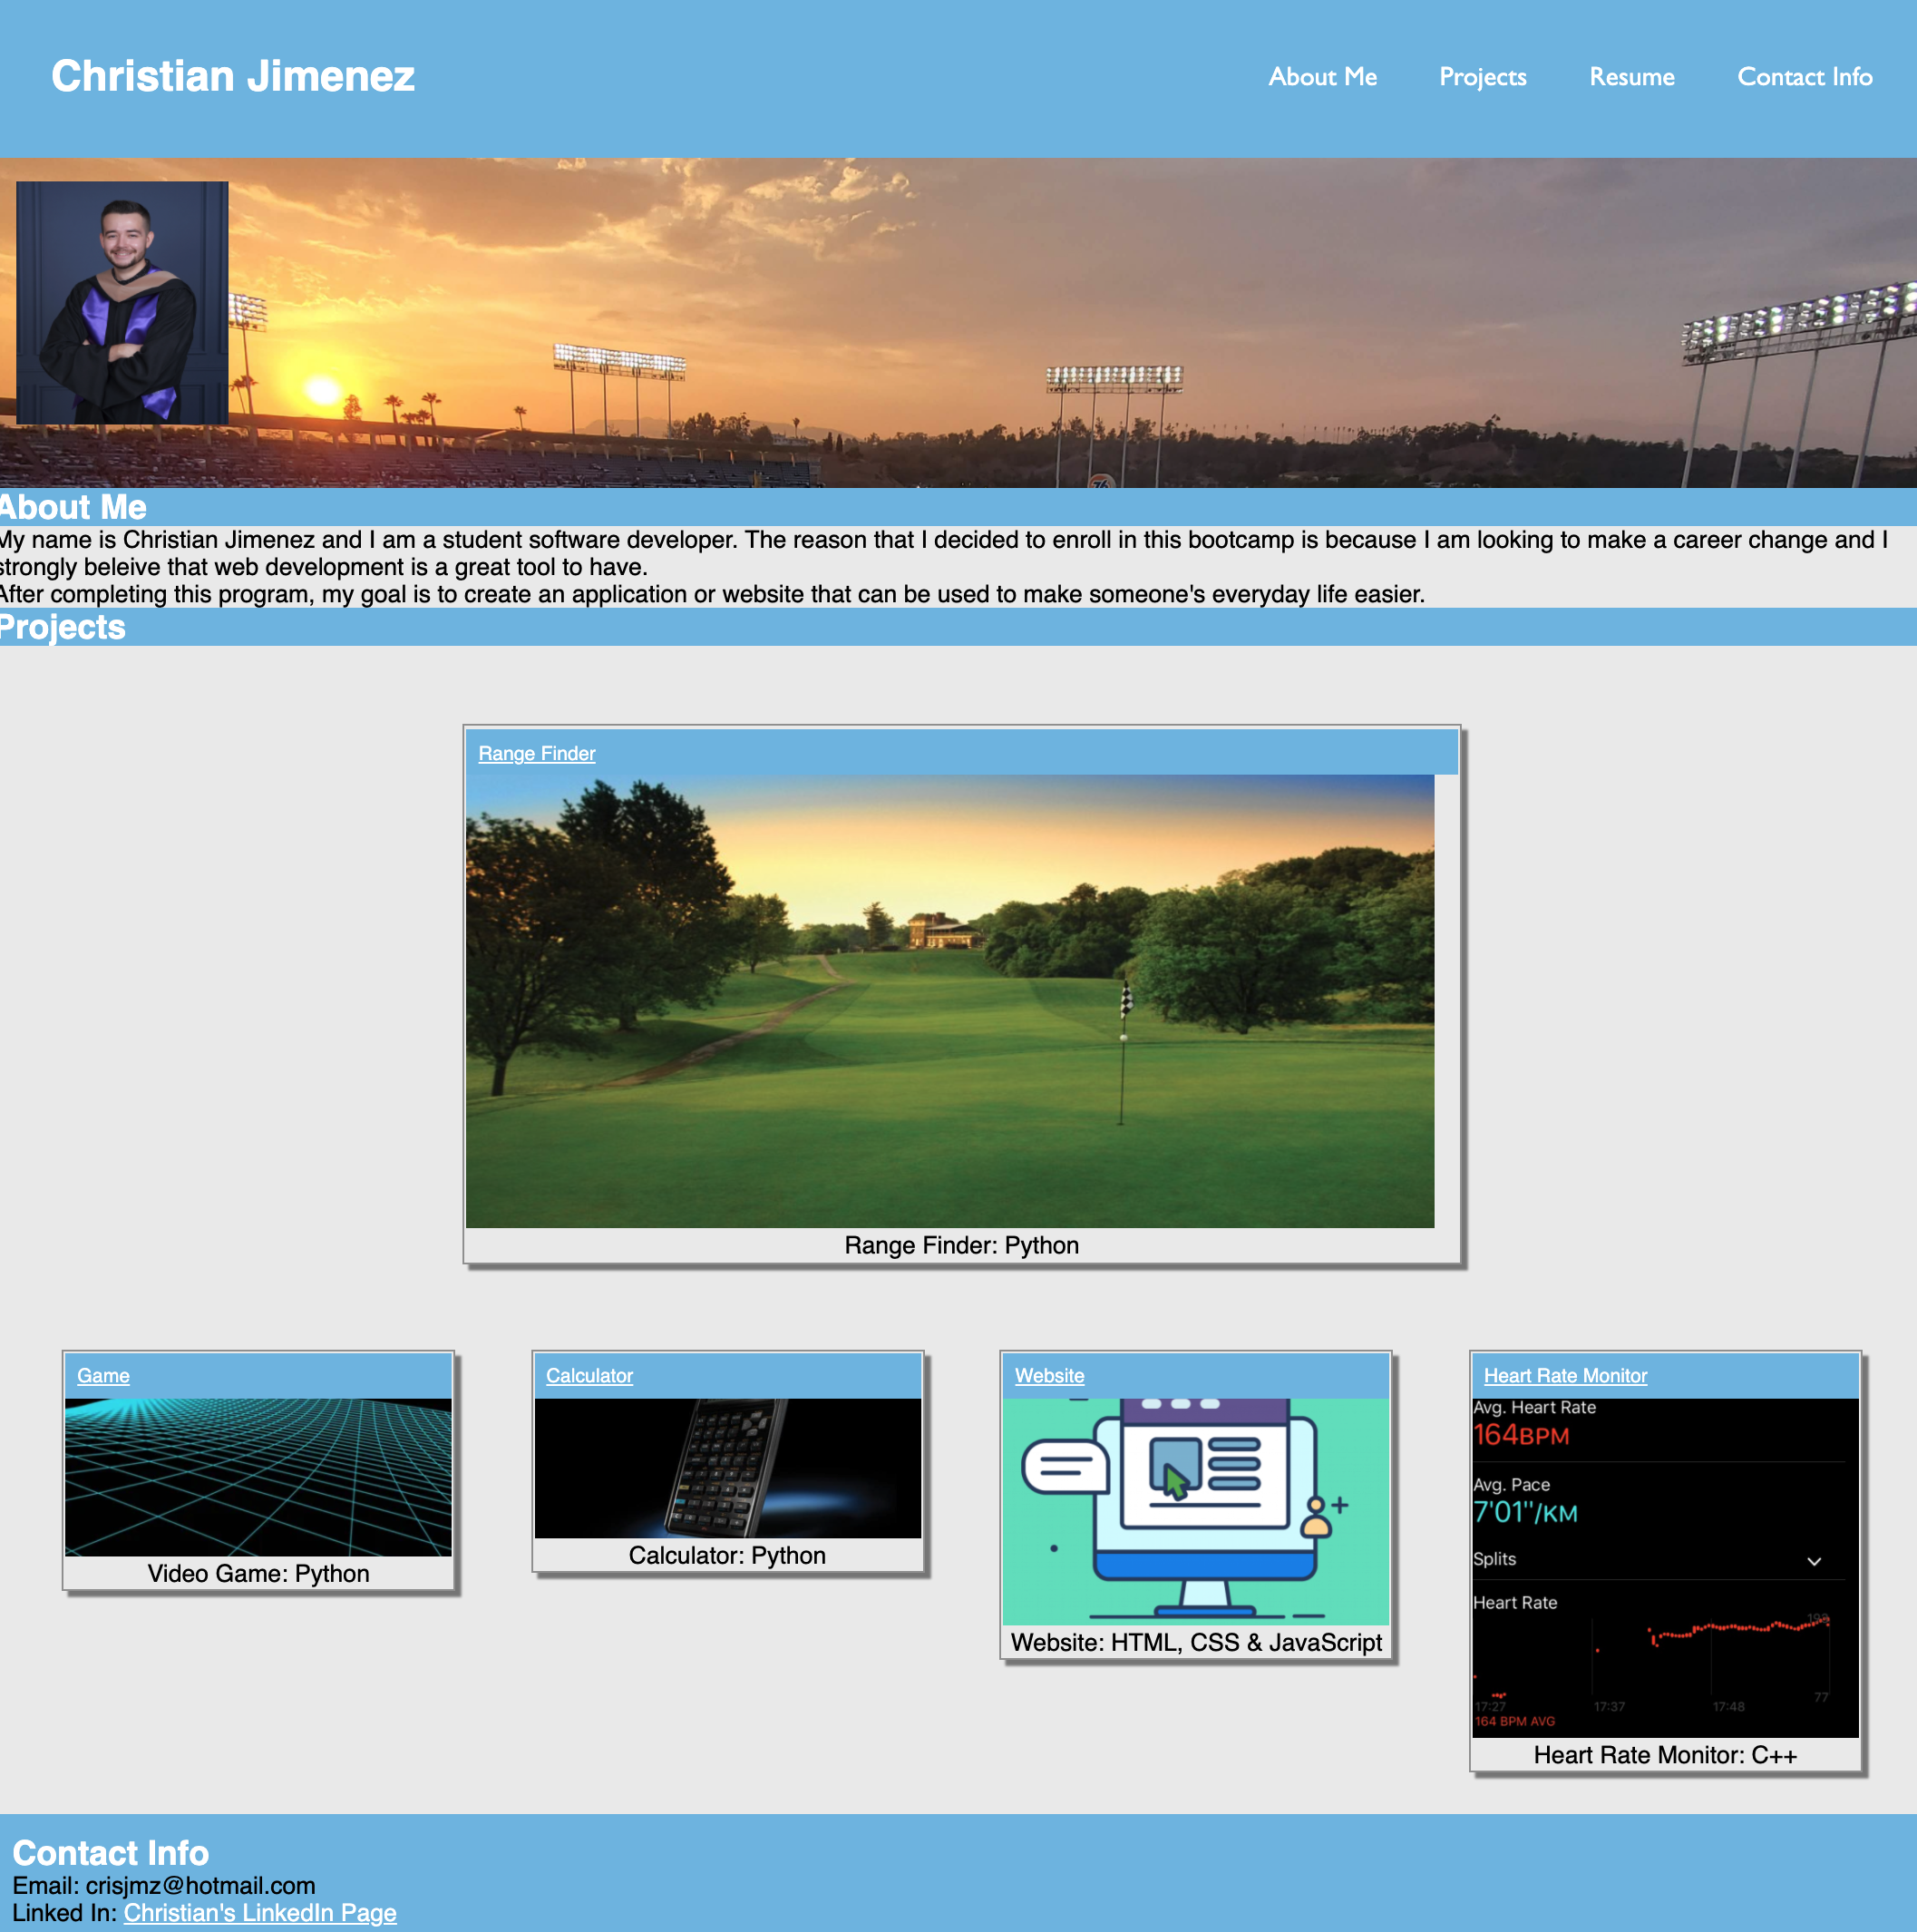 Christian Jimenez
About Me
Projects
Resume
Contact Info
76
About Me
My name is Christian Jimenez and I am a student software developer. The reason that I decided to enroll in this bootcamp is because I am looking to make a career change and I
strongly beleive that web development is a great tool to have.
After completing this program, my goal is to create an application or website that can be used to make someone's everyday life easier.
Projects
Range Finder
Range Finder: Python
Game
Video Game: Python
Calculator
Calculator: Python
Website
Website: HTML, CSS & JavaScript
Heart Rate Monitor
Avg. Heart Rate
164BPM
Avg. Pace
7'01"/KM
Splits
Heart Rate
193
77
17:27 17:37 17:48
164 BPM AVG
Heart Rate Monitor: C++
Contact Info
Email: crisjmz@hotmail.com
Linked In: Christian's LinkedIn Page